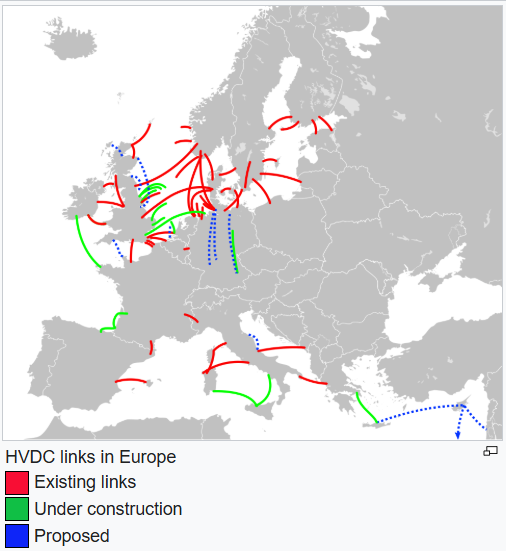 HVDC links in Europe
Existing links
Under construction
Proposed